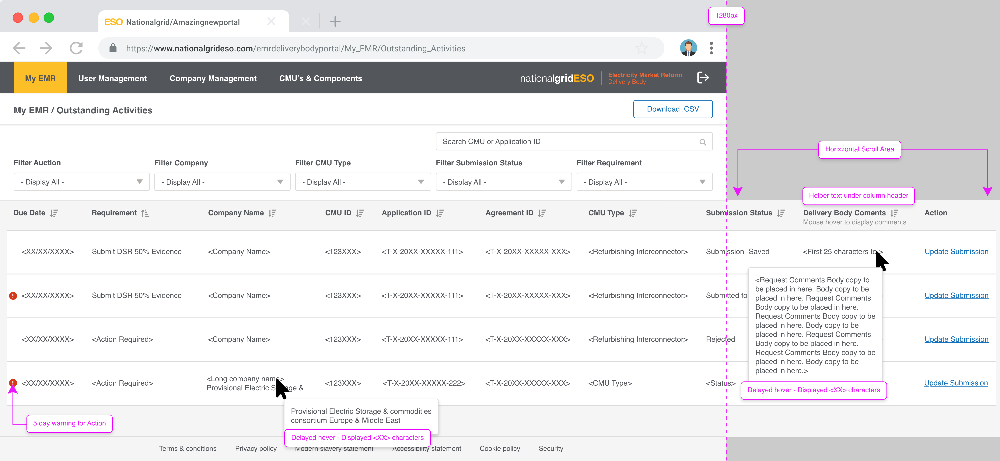 1280px
ESO Nationalgrid/Amazingnewportal
https://www.nationalgrideso.com/emrdeliverybodyportal/My_EMR/Outstanding_Activities
My EMR User Management Company Management CMU's & Components nationalgridESO Electricity Market Reform
Delivery Body
My EMR / Outstanding Activities Download .CSV
Search CMU or Application ID
Horixzontal Scroll Area
Filter Auction Filter Company Filter CMU Type Filter Submission Status Filter Requirement
- Display All - - Display All - - Display All - - Display All - - Display All -
Helper text under column header
Due Date Requirement Company Name CMU ID Application ID Agreement ID CMU Type Submission Status Delivery Body Coments Action
Mouse hover to display comments
<XX/XX/XXXX> Submit DSR 50% Evidence <Company Name> <123XXX> <T-X-20XX-XXXXX-111> <T-X-20XX-XXXXX-XXX> <Refurbishing Interconnector> Submission -Saved <First 25 characters to > Update Submission
<XX/XX/XXXX> Submit DSR 50% Evidence <Company Name> <123XXX> <T-X-20XX-XXXXX-111> <T-X-20XX-XXXXX-XXX> <Refurbishing Interconnector> Submitted for Update Submission
<XX/XX/XXXX> <Action Required> <Company Name> <123XXX> <T-X-20XX-XXXXX-111> <T-X-20XX-XXXXX-XXX> <Refurbishing Interconnector> Rejected Update Submission
<XX/XX/XXXX> <Action Required> <Long company name> <123XXX> <T-X-20XX-XXXXX-222> <T-X-20XX-XXXXX-XXX> <CMU Type> <Status> Update Submission
Provisional Electric Storage &
<Request Comments Body copy to
be placed in here. Body copy to be
placed in here. Request Comments
Body copy to be placed in here.
Request Comments Body copy to be
placed in here. Body copy to be
placed in here. Request Comments
Body copy to be placed in here.
Request Comments Body copy to be
placed in here. Body copy to be
placed in here.>
Delayed hover - Displayed <XX> characters
Provisional Electric Storage & commodities
consortium Europe & Middle East
5 day warning for Action
Delayed hover - Displayed <XX> characters
Terms & conditions Privacy policy Modern slavery statement Accessibility statement Cookie policy Security